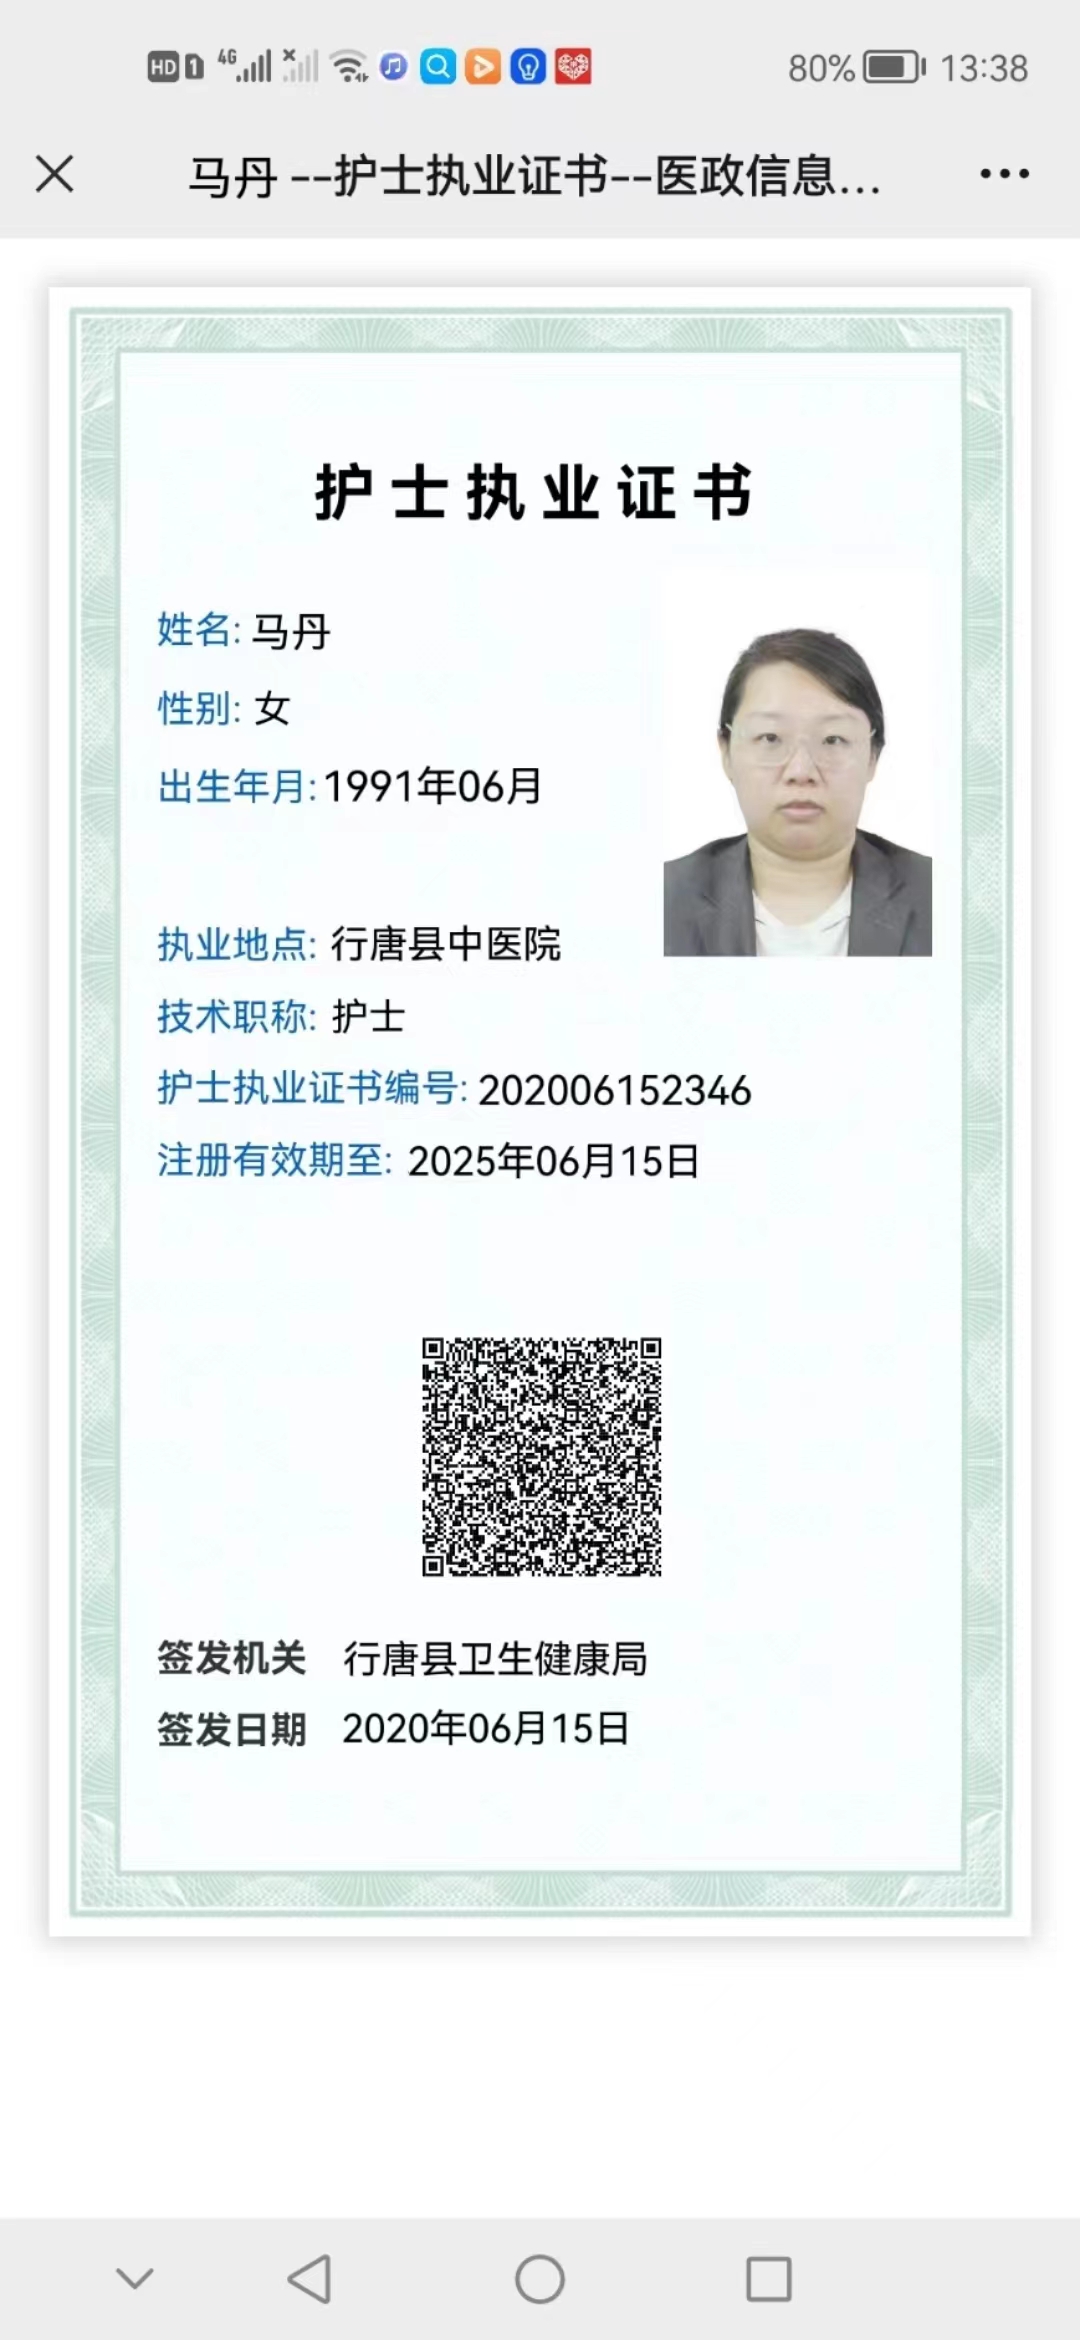 HD 1 4G 80% 13:38
马丹 --护士执业证书--医政信息...
护士执业证书
姓名: 马丹
性别: 女
出生年月: 1991年06月
执业地点: 行唐县中医院
技术职称: 护士
护士执业证书编号: 202006152346
注册有效期至: 2025年06月15日
签发机关 行唐县卫生健康局
签发日期 2020年06月15日